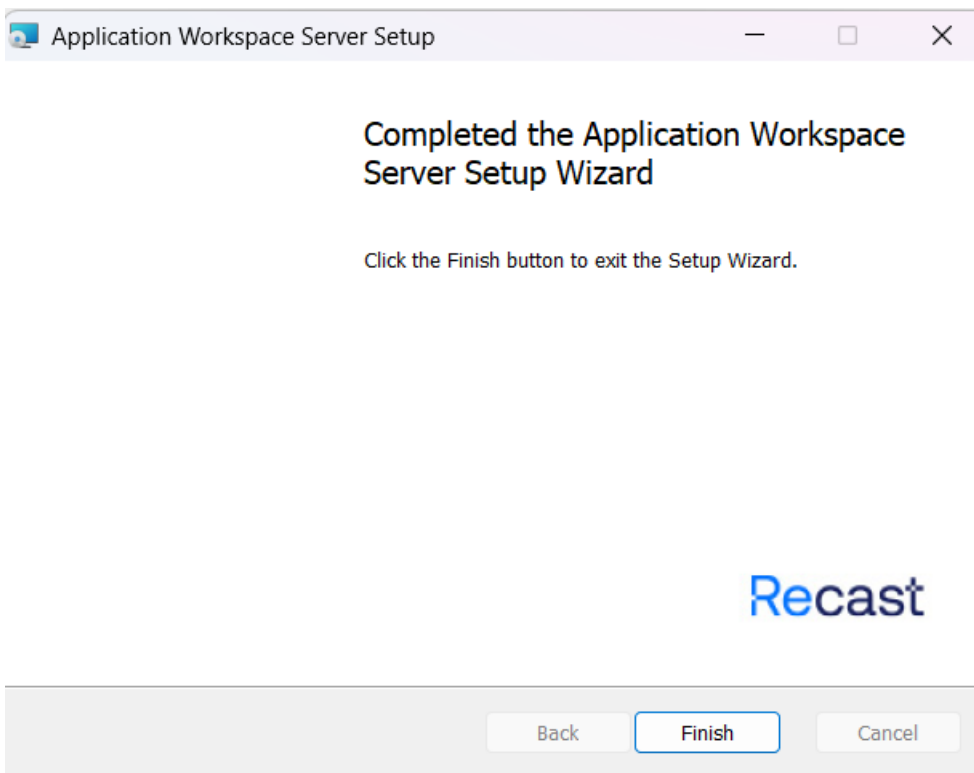 Application Workspace Server Setup
Completed the Application Workspace
Server Setup Wizard
Click the Finish button to exit the Setup Wizard.
Recast
Back Finish Cancel